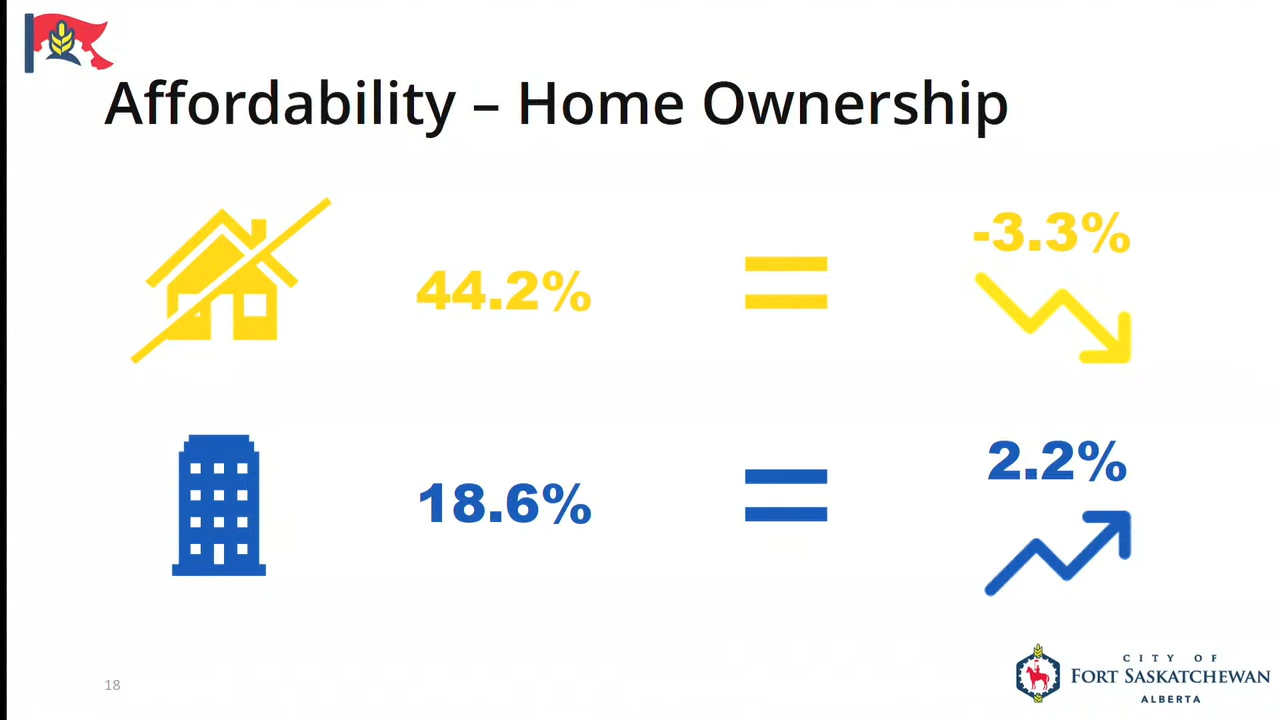 Affordability – Home Ownership
44.2%
-3.3%
18.6%
2.2%
18
CITY OF
FORT SASKATCHEWAN
ALBERTA